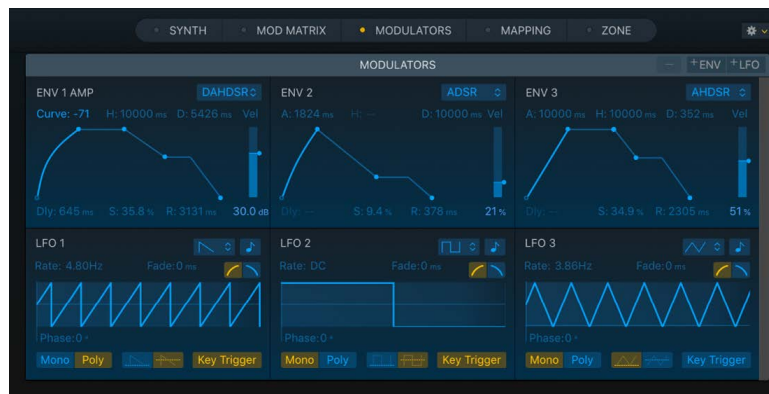 SYNTH MOD MATRIX MODULATORS MAPPING ZONE
MODULATORS
+ENV +LFO
ENV 1 AMP DAHDSR
Curve: -71 H: 10000 ms D: 5426 ms Vel
Dly: 645 ms S: 35.8 % R: 3131 ms 30.0 dB
ENV 2 ADSR
A: 1824 ms H: -- D: 10000 ms Vel
Dly: -- S: 9.4 % R: 378 ms 21 %
ENV 3 AHDSR
A: 10000 ms H: 10000 ms D: 352 ms Vel
Dly: -- S: 34.9 % R: 2305 ms 51 %
LFO 1
Rate: 4.80Hz Fade: 0 ms
Phase: 0 °
Mono Poly Key Trigger
LFO 2
Rate: DC Fade: 0 ms
Phase: 0 °
Mono Poly Key Trigger
LFO 3
Rate: 3.86Hz Fade: 0 ms
Phase: 0 °
Mono Poly Key Trigger